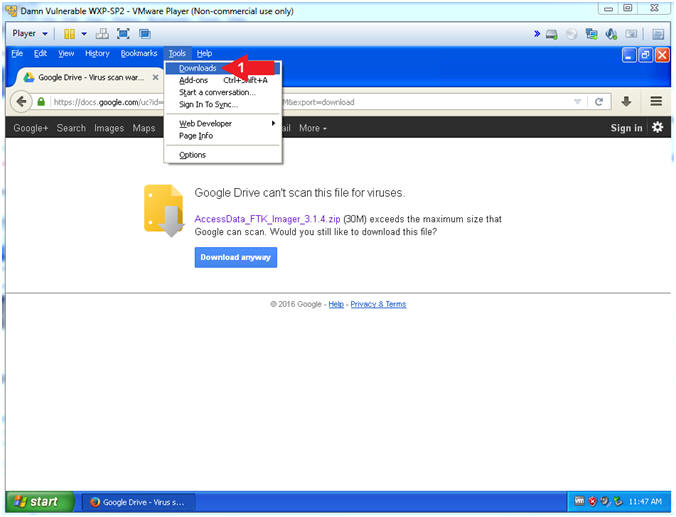 Damn Vulnerable WXP-SP2 - VMware Player (Non-commercial use only)
Player
File Edit View History Bookmarks Tools Help
Downloads 1
Add-ons Ctrl+Shift+A
Start a conversation...
Sign In To Sync...
Web Developer
Page Info
Options
Google Drive - Virus scan war...
https://docs.google.com/uc?id= M&export=download
Google+ Search Images Maps ail More
Sign in
Google Drive can't scan this file for viruses.
AccessData_FTK_Imager_3.1.4.zip (30M) exceeds the maximum size that
Google can scan. Would you still like to download this file?
Download anyway
© 2016 Google - Help - Privacy & Terms
start Google Drive - Virus s... vm 11:47 AM